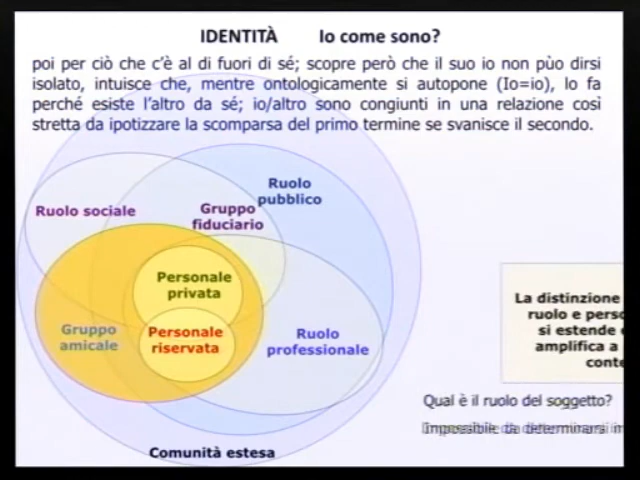 IDENTITÀ Io come sono?
poi per ciò che c'è al di fuori di sé; scopre però che il suo io non pùo dirsi
isolato, intuisce che, mentre ontologicamente si autopone (Io=io), lo fa
perché esiste l'altro da sé; io/altro sono congiunti in una relazione così
stretta da ipotizzare la scomparsa del primo termine se svanisce il secondo.
Ruolo
pubblico
Ruolo sociale
Gruppo
fiduciario
Personale
privata
Gruppo
amicale
Personale
riservata
Ruolo
professionale
Comunità estesa
La distinzione
ruolo e perso
si estende
amplifica a
conte
Qual è il ruolo del soggetto?
Impossibile da determinarsi in